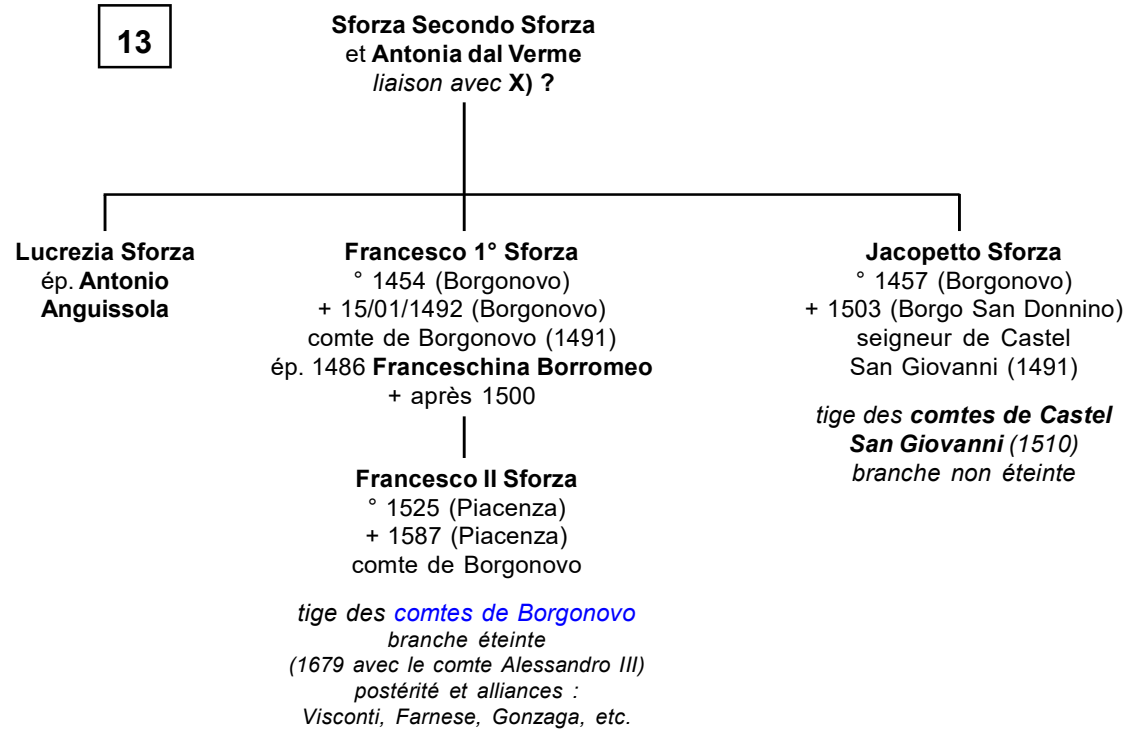 13
Sforza Secondo Sforza
et Antonia dal Verme
liaison avec X) ?
Lucrezia Sforza
ép. Antonio
Anguissola
Francesco 1° Sforza
° 1454 (Borgonovo)
+ 15/01/1492 (Borgonovo)
comte de Borgonovo (1491)
ép. 1486 Franceschina Borromeo
+ après 1500
Jacopetto Sforza
° 1457 (Borgonovo)
+ 1503 (Borgo San Donnino)
seigneur de Castel
San Giovanni (1491)
tige des comtes de Castel
San Giovanni (1510)
branche non éteinte
Francesco II Sforza
° 1525 (Piacenza)
+ 1587 (Piacenza)
comte de Borgonovo
tige des comtes de Borgonovo
branche éteinte
(1679 avec le comte Alessandro III)
postérité et alliances :
Visconti, Farnese, Gonzaga, etc.